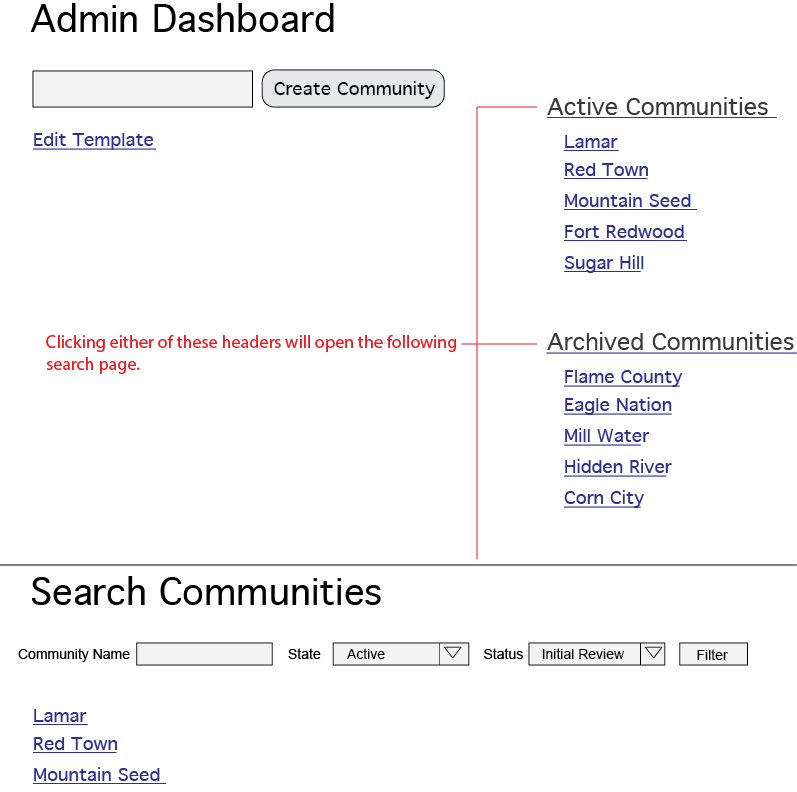 Admin Dashboard
Create Community
Edit Template
Active Communities
Lamar
Red Town
Mountain Seed
Fort Redwood
Sugar Hill
Clicking either of these headers will open the following
search page.
Archived Communities
Flame County
Eagle Nation
Mill Water
Hidden River
Corn City
Search Communities
Community Name State Active Status Initial Review Filter
Lamar
Red Town
Mountain Seed